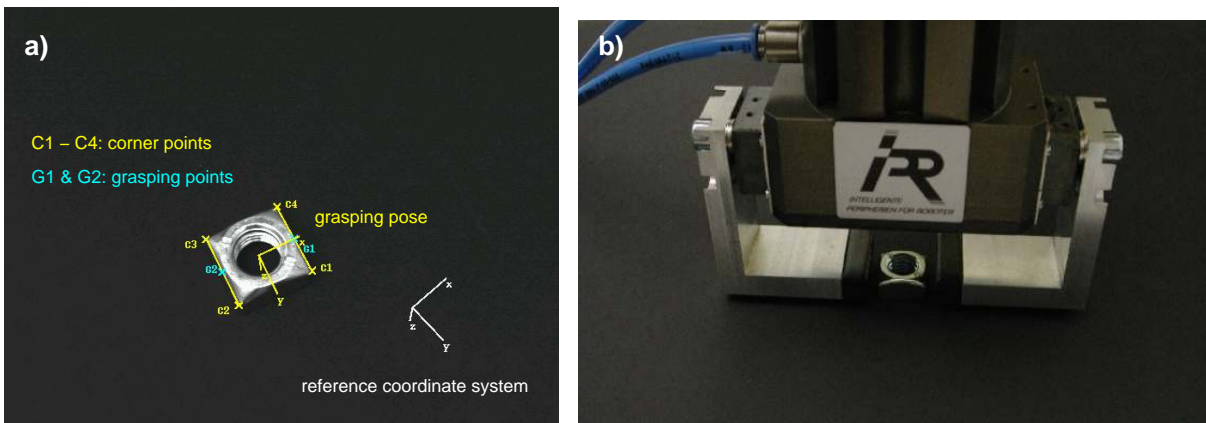 a)
C1 – C4: corner points
G1 & G2: grasping points
C4
grasping pose
C3
x
G1
G2
C1
z
Y
C2
x
z
Y
reference coordinate system
b)
iPR
INTELLIGENTE
PERIPHERIEN FÜR ROBOTER